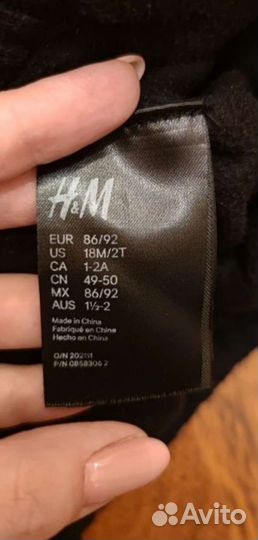 H&M
EUR 86/92
US 18M/2T
CA 1-2A
CN 49-50
MX 86/92
AUS 1½-2
Made in China
Fabriqué en Chine
Hecho en China
O/N 202111
P/N 0858306 2
Avito